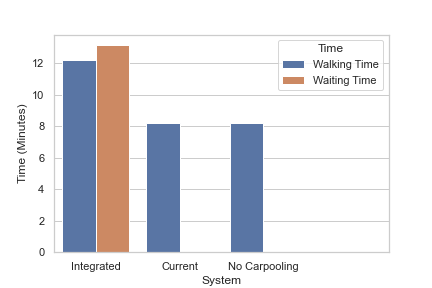 Time
Walking Time
Waiting Time
12
10
8
6
4
2
0
Time (Minutes)
Integrated Current No Carpooling
System